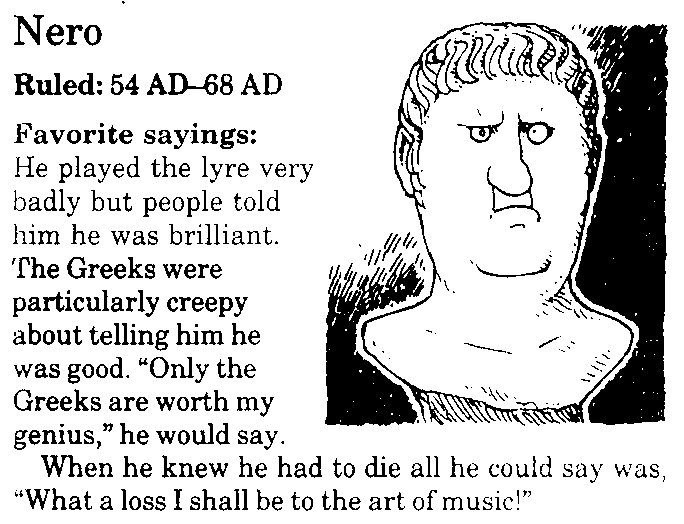 Nero
Ruled: 54 AD–68 AD
Favorite sayings:
He played the lyre very
badly but people told
him he was brilliant.
The Greeks were
particularly creepy
about telling him he
was good. “Only the
Greeks are worth my
genius,” he would say.
When he knew he had to die all he could say was,
“What a loss I shall be to the art of music!”